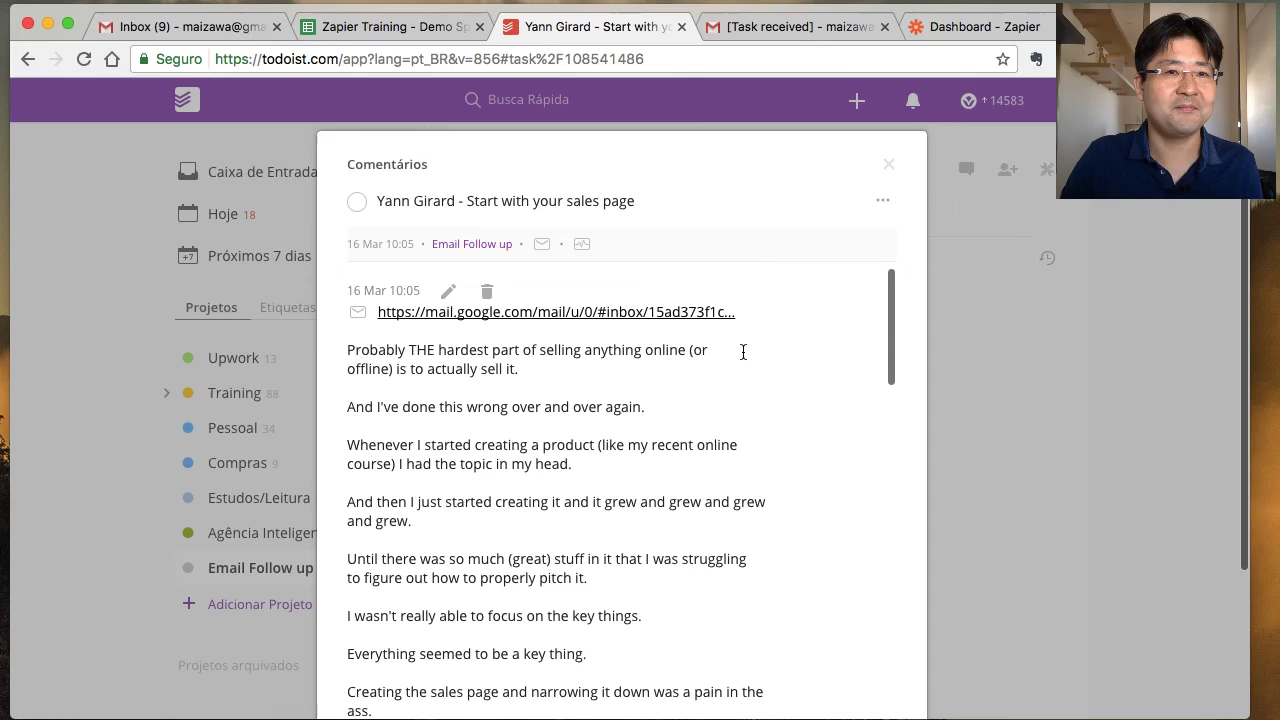 Inbox (9) - maizawa@gma
Zapier Training - Demo Sp
Yann Girard - Start with yo
[Task received] - maizawa
Dashboard - Zapier
Seguro
https://todoist.com/app?lang=pt_BR&v=856#task%2F108541486
Busca Rápida
14583
Caixa de Entrada
Hoje 18
+7
Próximos 7 dias
Projetos
Etiquetas
Upwork 13
Training 88
Pessoal 34
Compras 9
Estudos/Leitura
Agência Inteligen
Email Follow up
Adicionar Projeto
Projetos arquivados
Comentários
Yann Girard - Start with your sales page
16 Mar 10:05 • Email Follow up
16 Mar 10:05
https://mail.google.com/mail/u/0/#inbox/15ad373f1c...
Probably THE hardest part of selling anything online (or
offline) is to actually sell it.
And I've done this wrong over and over again.
Whenever I started creating a product (like my recent online
course) I had the topic in my head.
And then I just started creating it and it grew and grew and grew
and grew.
Until there was so much (great) stuff in it that I was struggling
to figure out how to properly pitch it.
I wasn't really able to focus on the key things.
Everything seemed to be a key thing.
Creating the sales page and narrowing it down was a pain in the
ass.